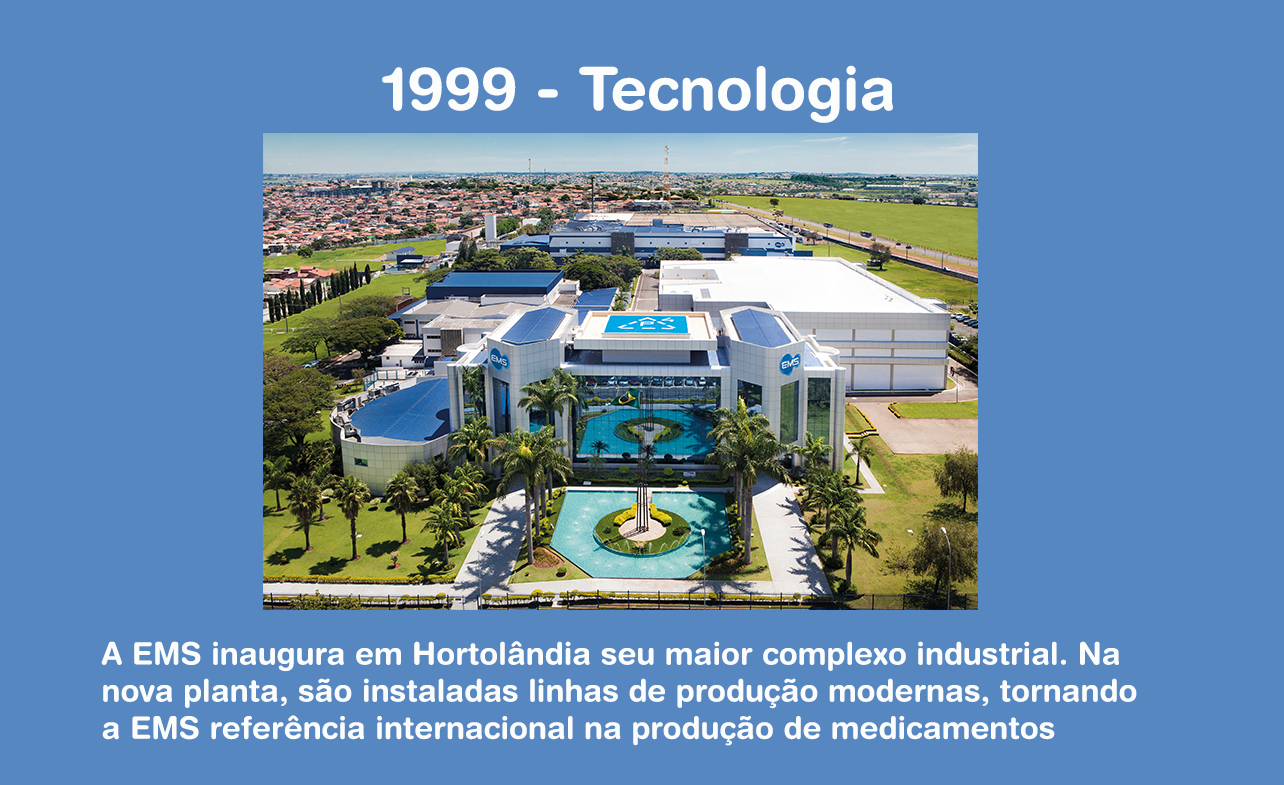 1999 - Tecnologia
EMS
EMS
A EMS inaugura em Hortolândia seu maior complexo industrial. Na
nova planta, são instaladas linhas de produção modernas, tornando
a EMS referência internacional na produção de medicamentos